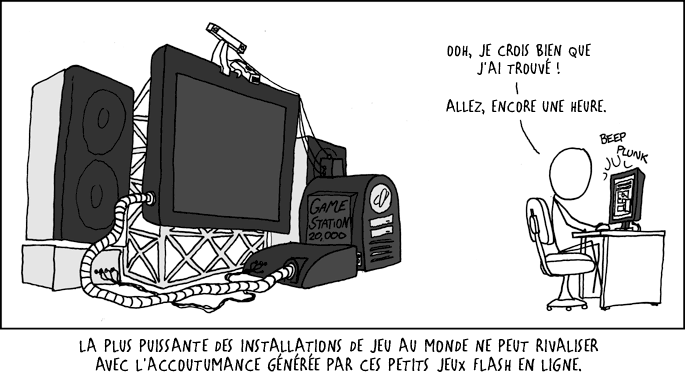 OOH, JE CROIS BIEN QUE
J'AI TROUVÉ !
ALLEZ, ENCORE UNE HEURE.
BEEP
PLUNK
GAME
STATION
20,000
LA PLUS PUISSANTE DES INSTALLATIONS DE JEU AU MONDE NE PEUT RIVALISER
AVEC L'ACCOUTUMANCE GÉNÉRÉE PAR CES PETITS JEUX FLASH EN LIGNE.